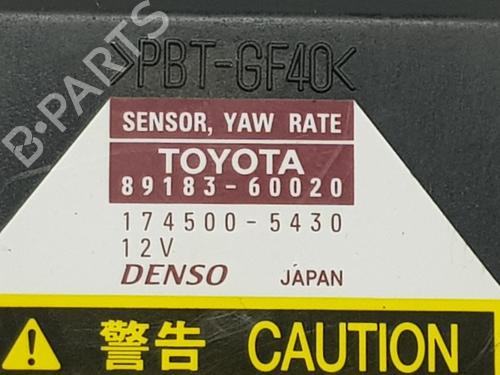 >PBT-GF40<
B-PARTS
SENSOR, YAW RATE
TOYOTA
89183-60020
174500-5430
12V
DENSO JAPAN
警告 CAUTION